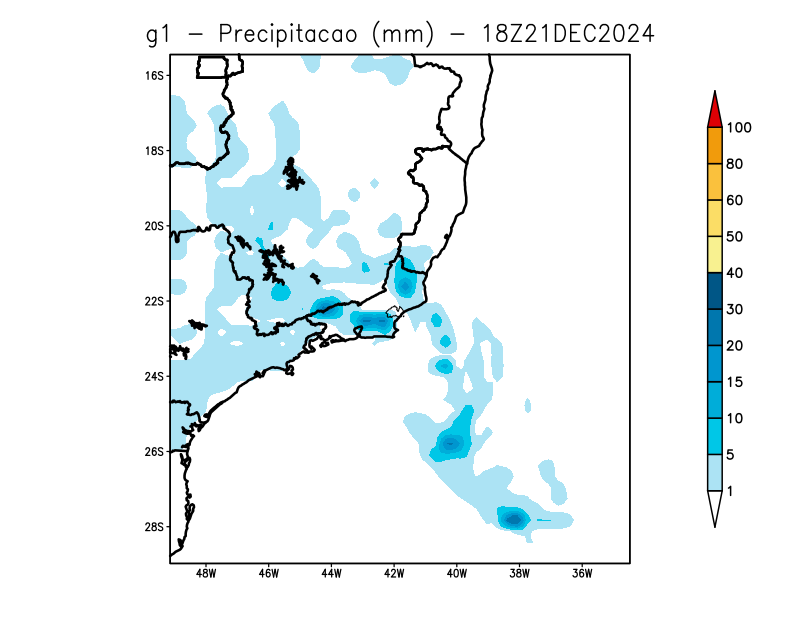 g1 – Precipitacao (mm) – 18Z21DEC2024
16S
18S
20S
22S
24S
26S
28S
48W 46W 44W 42W 40W 38W 36W
100
80
60
50
40
30
20
15
10
5
1